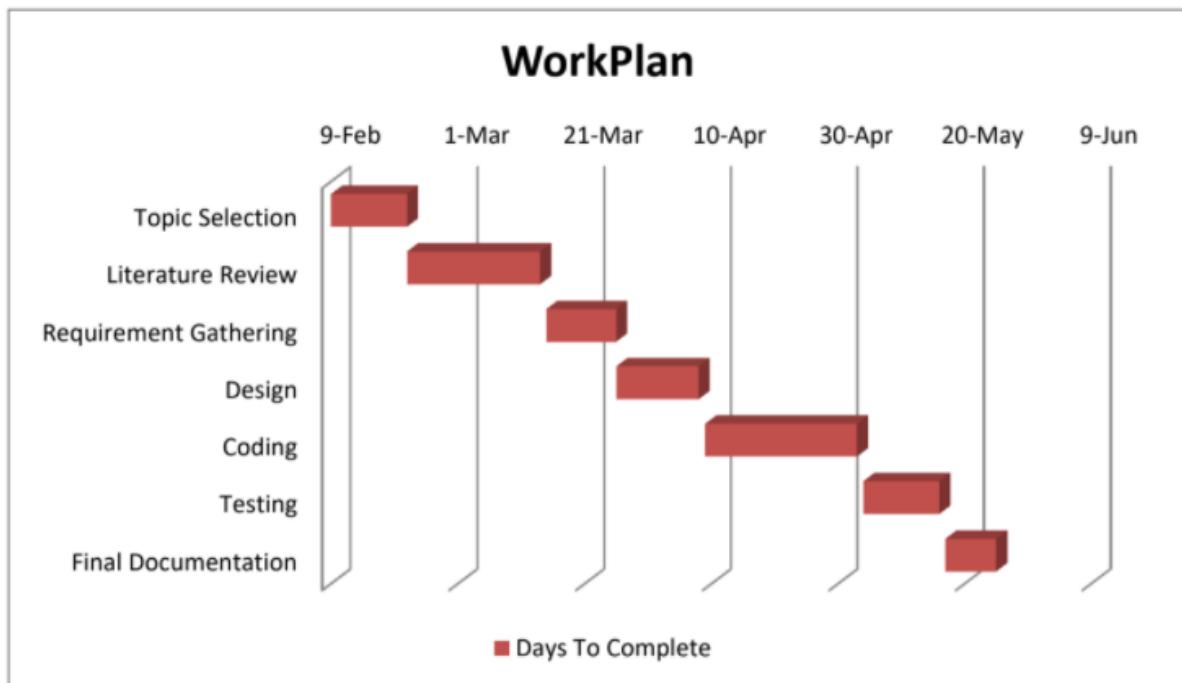 WorkPlan
9-Feb 1-Mar 21-Mar 10-Apr 30-Apr 20-May 9-Jun
Topic Selection
Literature Review
Requirement Gathering
Design
Coding
Testing
Final Documentation
Days To Complete